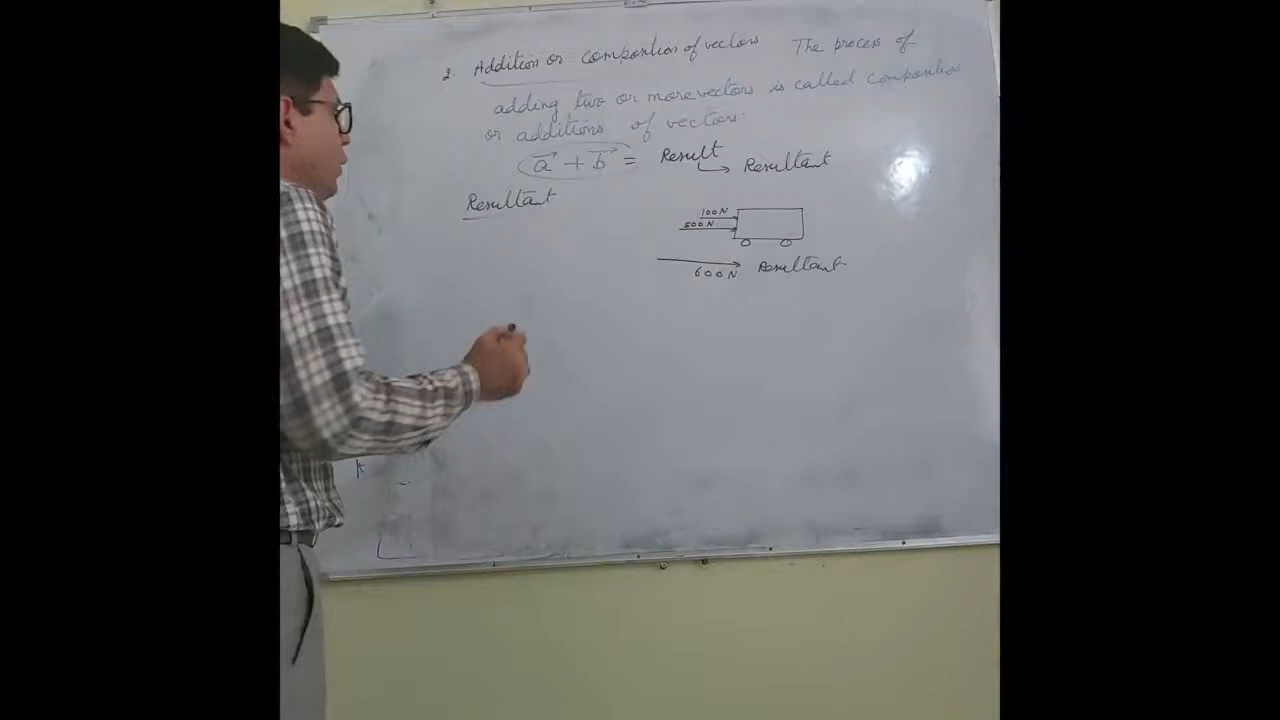 2. Addition or composition of vectors The process of
adding two or more vectors is called composition
or additions of vectors.
a⃗ + b⃗ = Result → Resultant
Resultant
100N
500N
600N Resultant